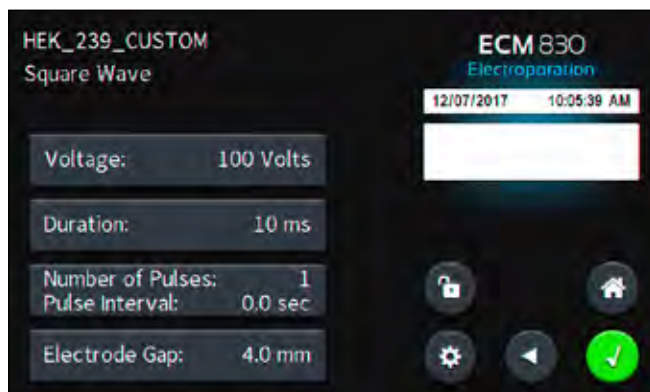 HEK_239_CUSTOM
Square Wave
Voltage: 100 Volts
Duration: 10 ms
Number of Pulses: 1
Pulse Interval: 0.0 sec
Electrode Gap: 4.0 mm
ECM 830
Electroporation
12/07/2017 10:05:39 AM